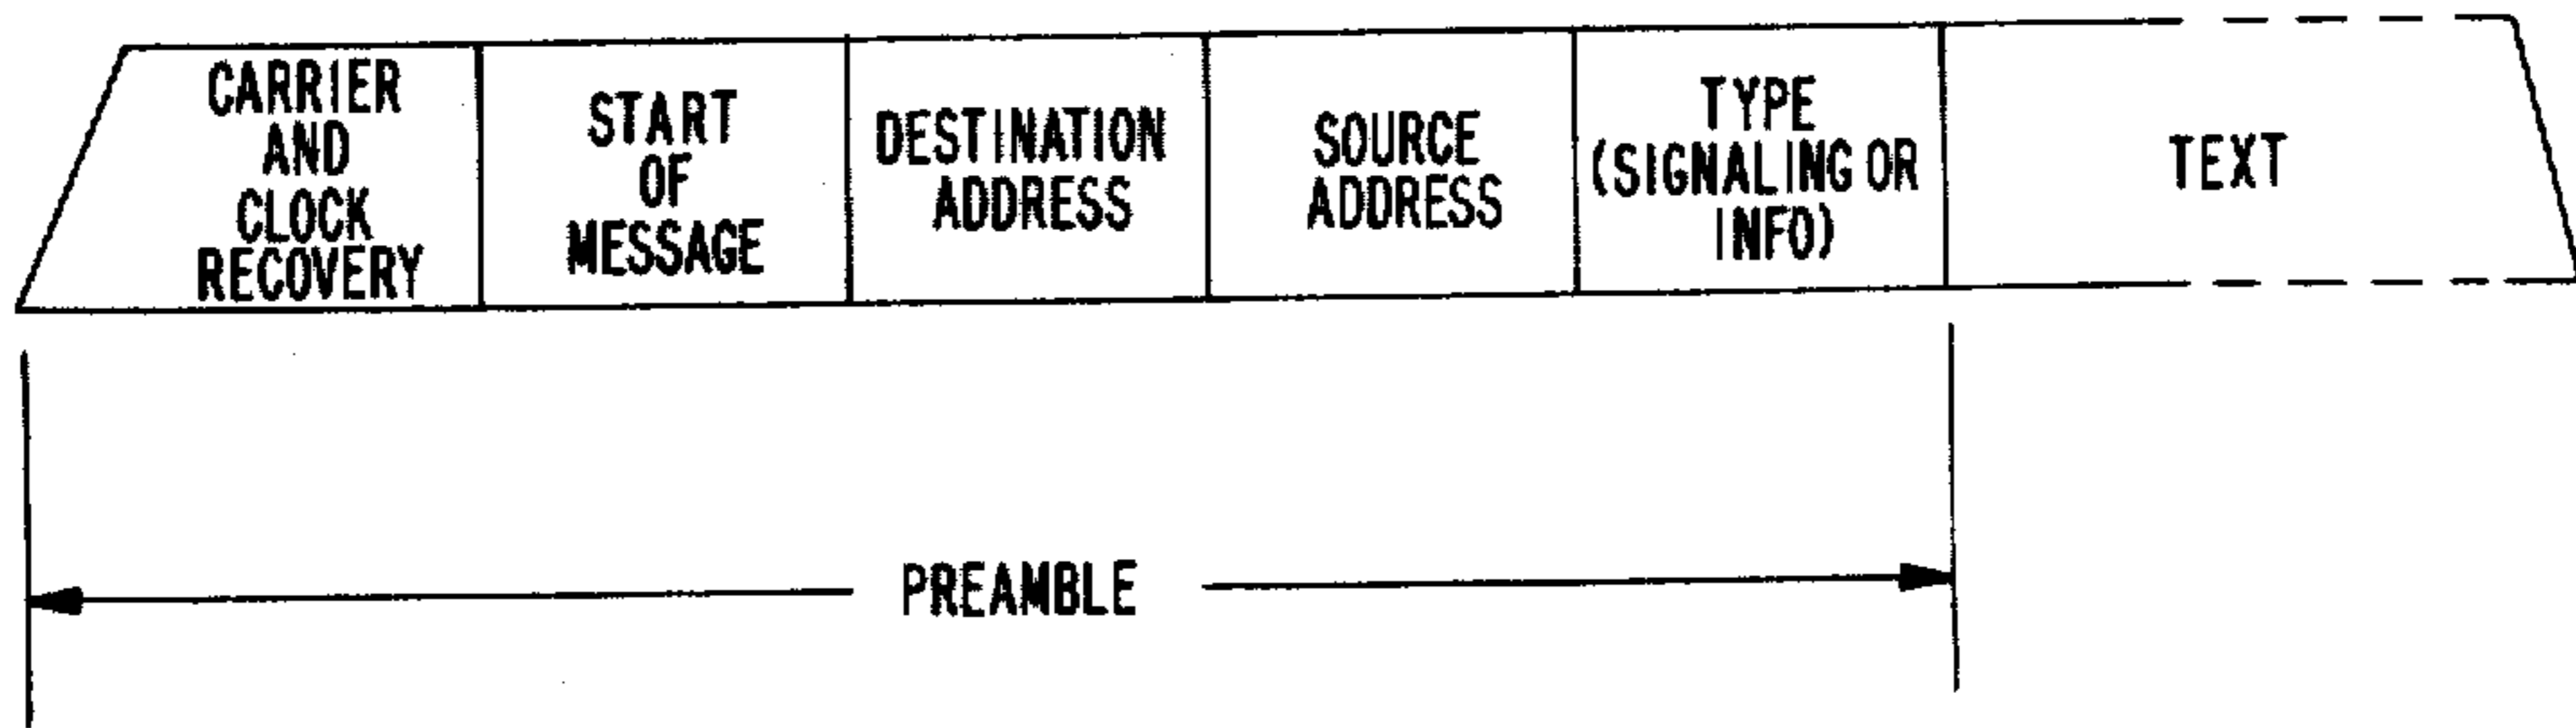 CARRIER
AND
CLOCK
RECOVERY
START
OF
MESSAGE
DESTINATION
ADDRESS
SOURCE
ADDRESS
TYPE
(SIGNALING OR
INFO)
TEXT
PREAMBLE